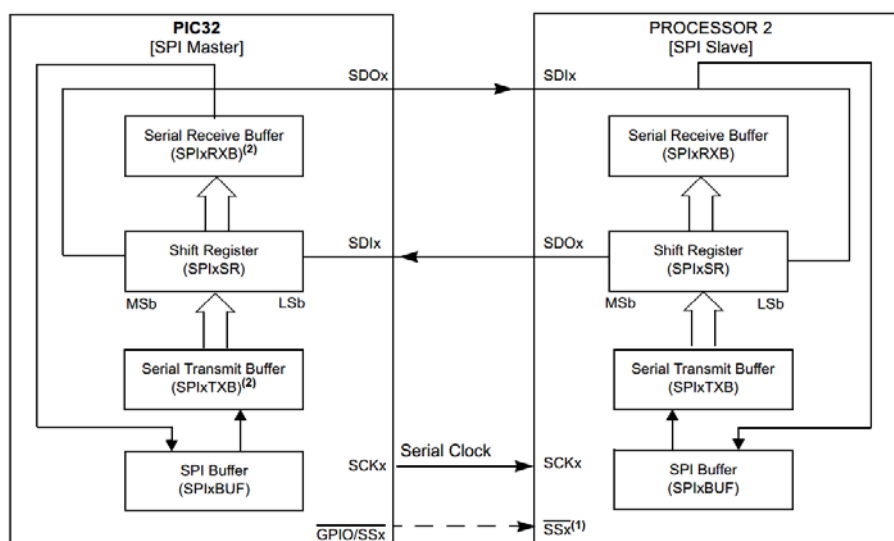 PIC32
[SPI Master]
PROCESSOR 2
[SPI Slave]
SDOx
SDIx
Serial Receive Buffer
(SPIxRXB)(2)
Serial Receive Buffer
(SPIxRXB)
SDIx
SDOx
Shift Register
(SPIxSR)
Shift Register
(SPIxSR)
MSb
LSb
MSb
LSb
Serial Transmit Buffer
(SPIxTXB)(2)
Serial Transmit Buffer
(SPIxTXB)
SPI Buffer
(SPIxBUF)
SCKx
Serial Clock
SCKx
SPI Buffer
(SPIxBUF)
GPIO/SSx
SSx(1)